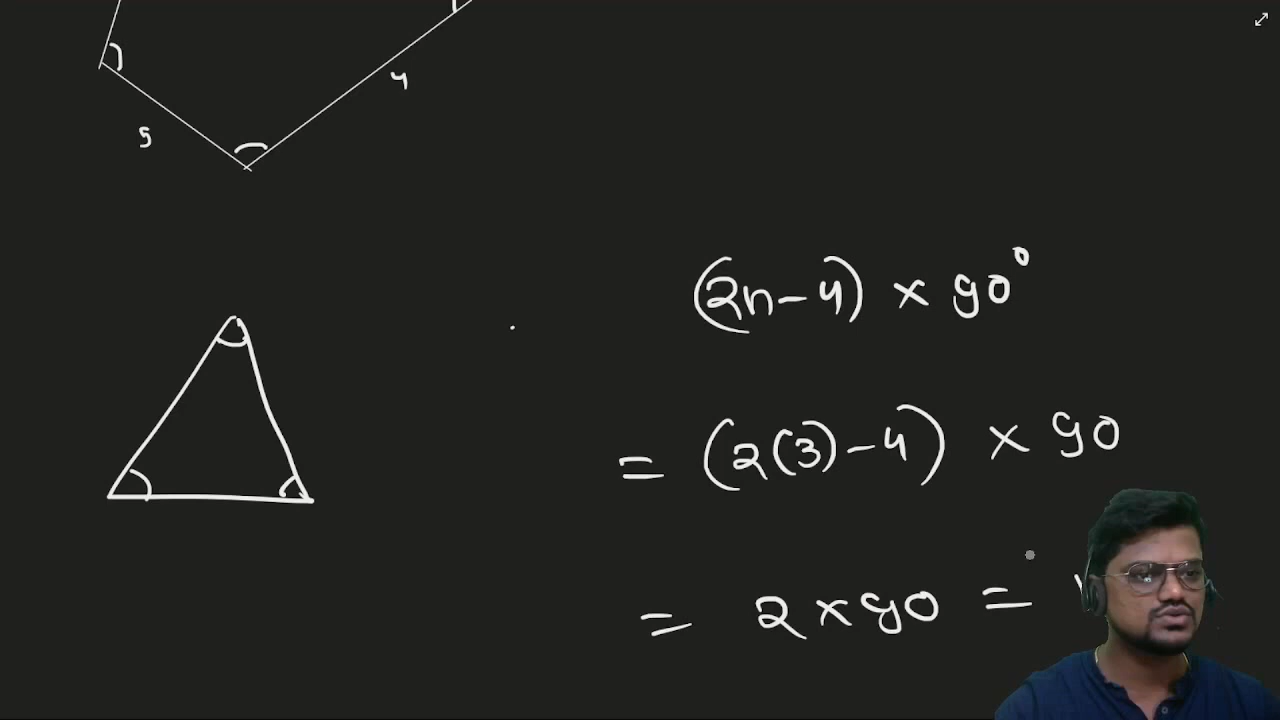 4
5
(2n-4) × 90°
= (2(3)-4) × 90
= 2×90 =